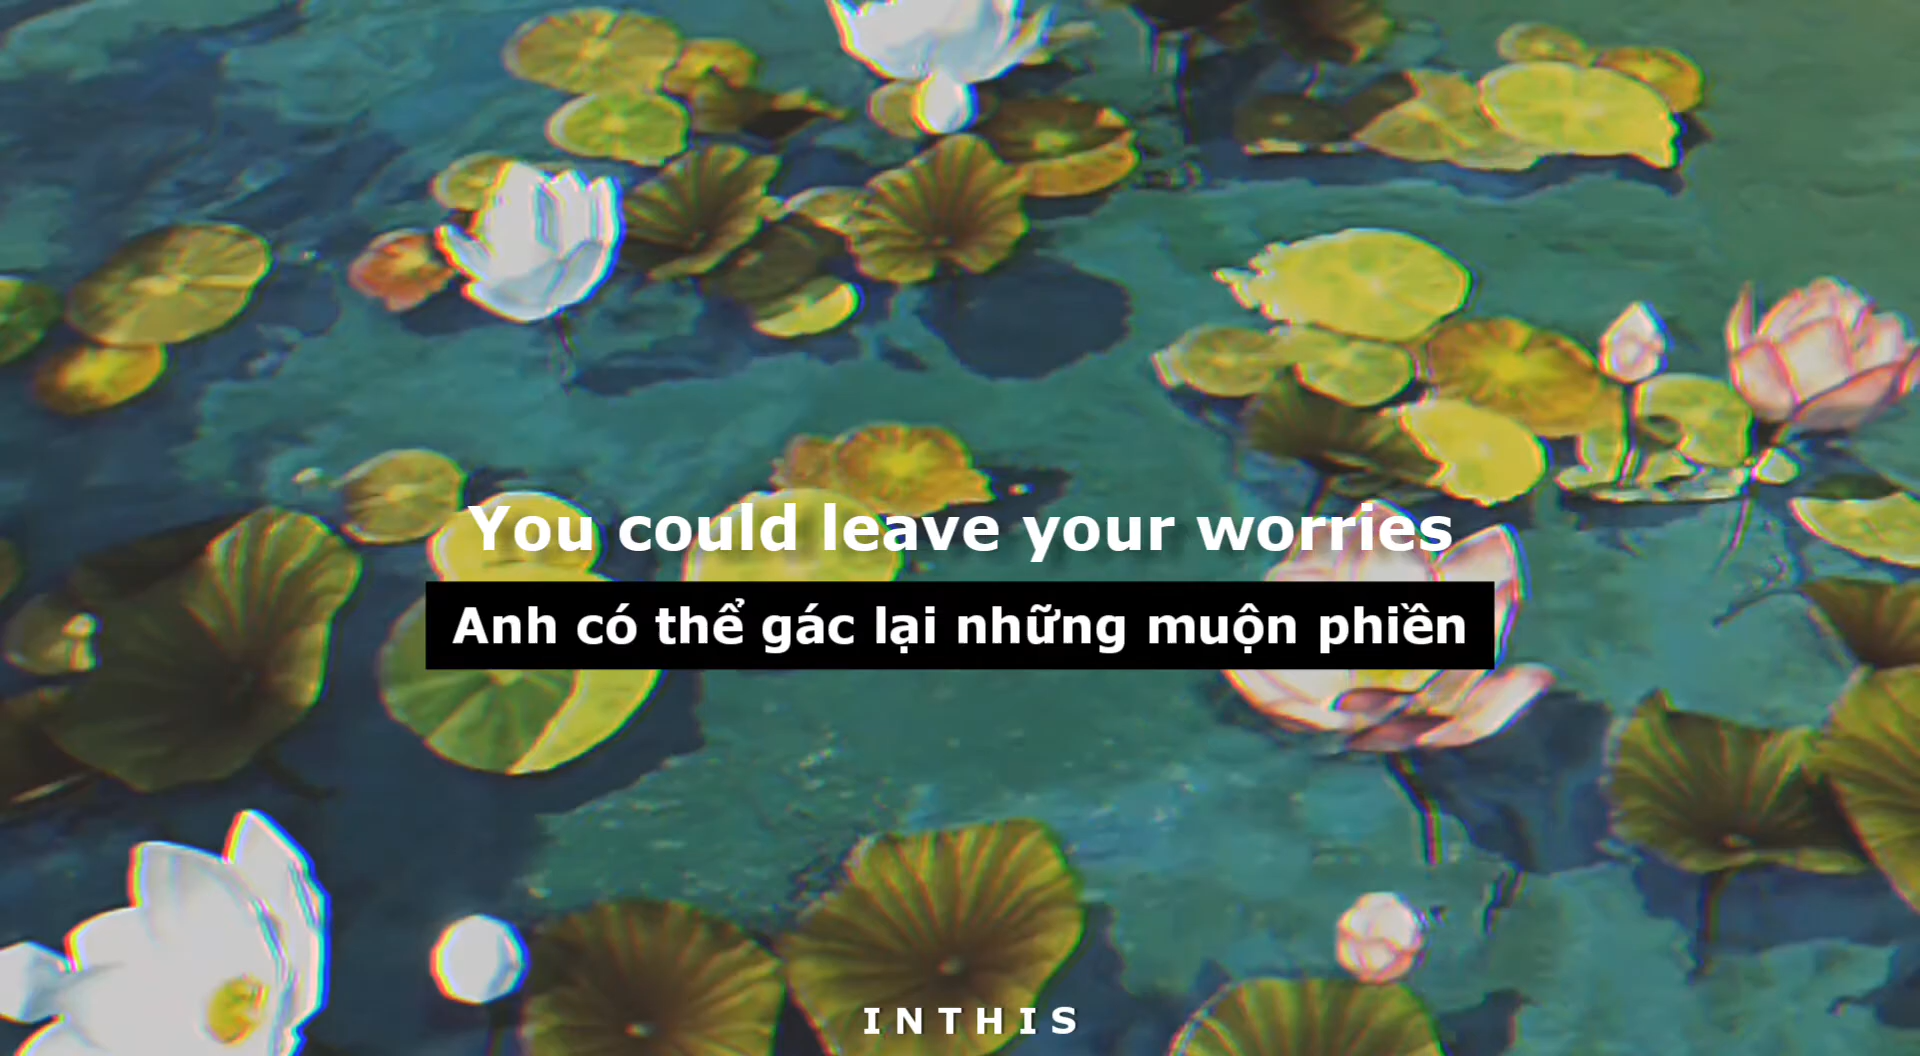 You could leave your worries
Anh có thể gác lại những muộn phiền
INTHIS